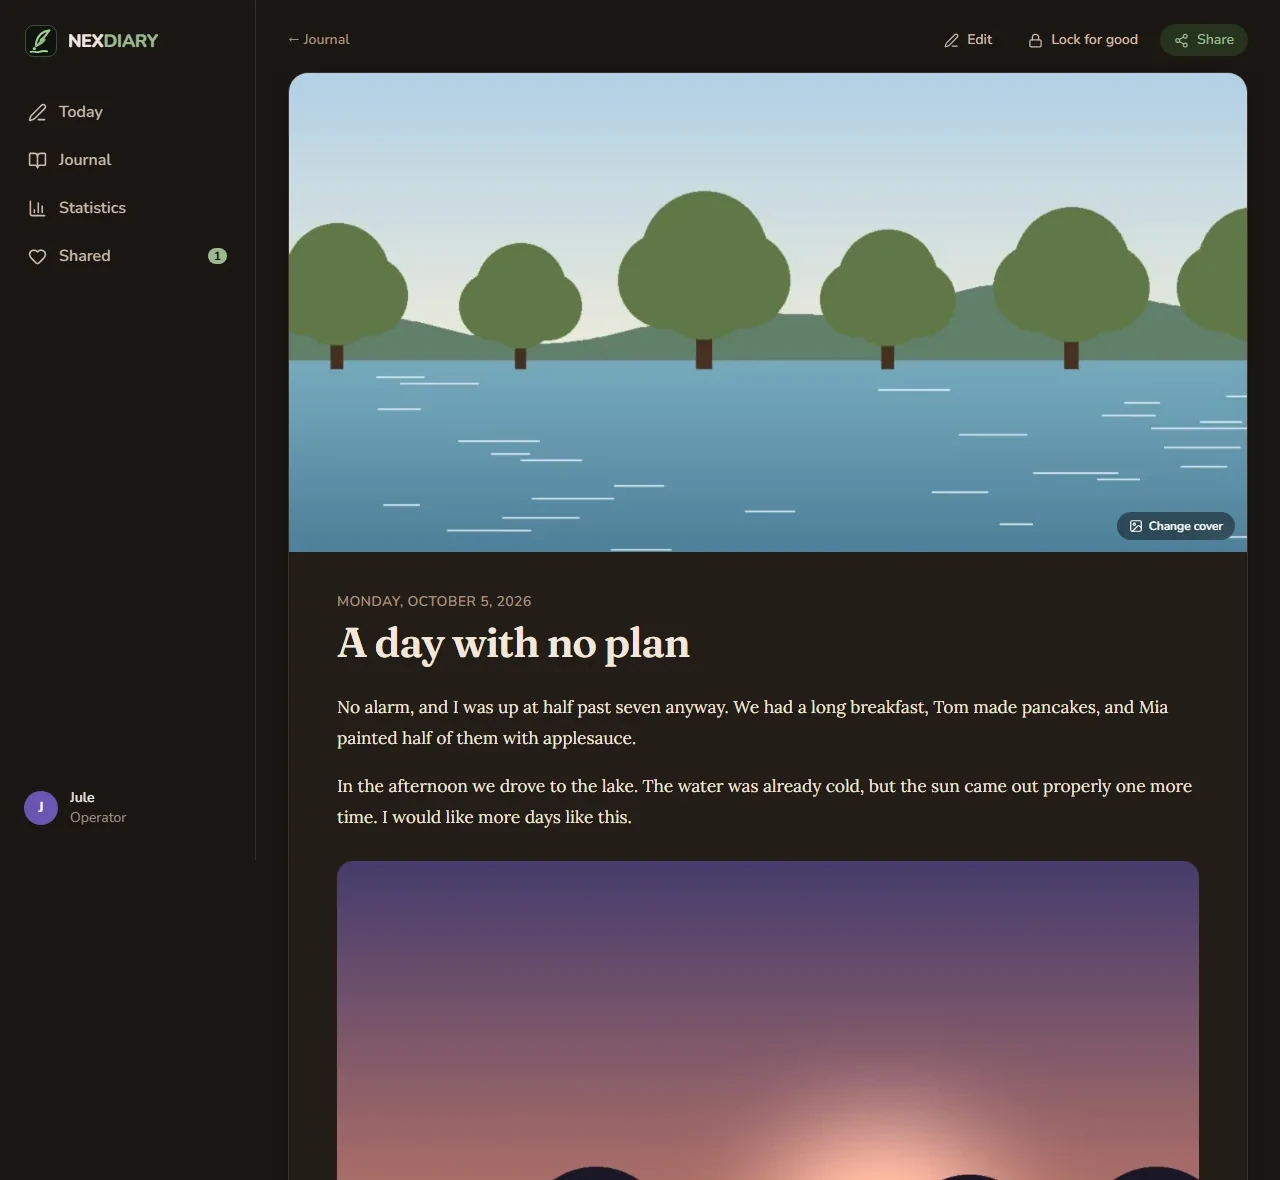 NEXDIARY
Today
Journal
Statistics
Shared 1
J
Jule
Operator
← Journal
Edit
Lock for good
Share
Change cover
MONDAY, OCTOBER 5, 2026
A day with no plan
No alarm, and I was up at half past seven anyway. We had a long breakfast, Tom made pancakes, and Mia
painted half of them with applesauce.
In the afternoon we drove to the lake. The water was already cold, but the sun came out properly one more
time. I would like more days like this.